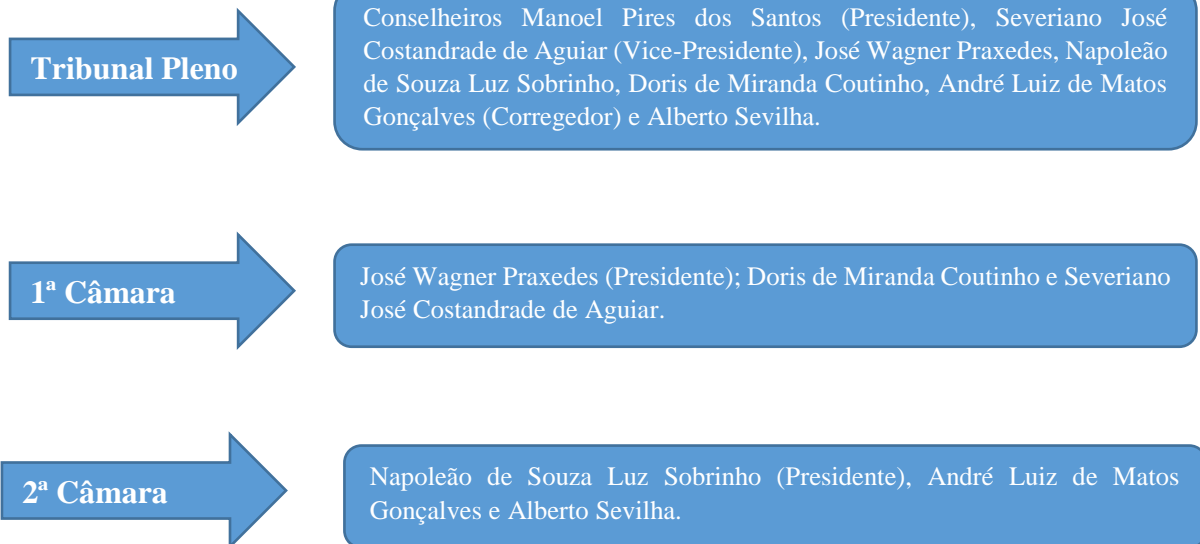 Tribunal Pleno
Conselheiros Manoel Pires dos Santos (Presidente), Severiano José
Costandrade de Aguiar (Vice-Presidente), José Wagner Praxedes, Napoleão
de Souza Luz Sobrinho, Doris de Miranda Coutinho, André Luiz de Matos
Gonçalves (Corregedor) e Alberto Sevilha.
1ª Câmara
José Wagner Praxedes (Presidente); Doris de Miranda Coutinho e Severiano
José Costandrade de Aguiar.
2ª Câmara
Napoleão de Souza Luz Sobrinho (Presidente), André Luiz de Matos
Gonçalves e Alberto Sevilha.